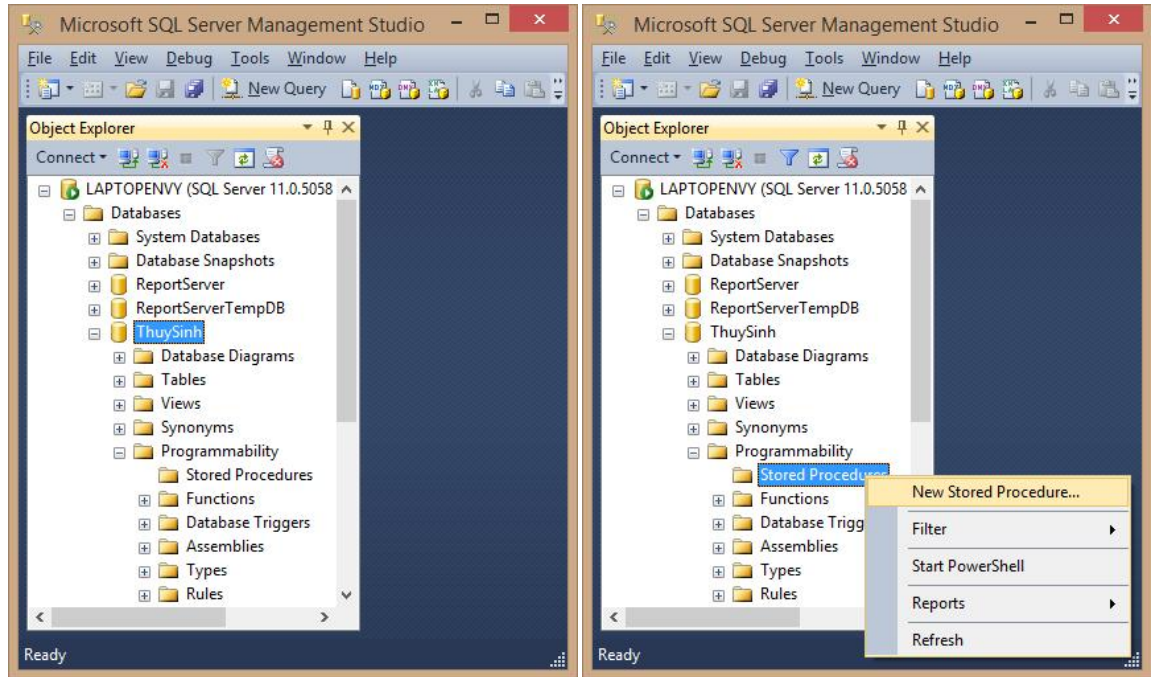 Microsoft SQL Server Management Studio
File Edit View Debug Tools Window Help
New Query
Object Explorer
Connect
LAPTOPENVY (SQL Server 11.0.5058
Databases
System Databases
Database Snapshots
ReportServer
ReportServerTempDB
ThuySinh
Database Diagrams
Tables
Views
Synonyms
Programmability
Stored Procedures
Functions
Database Triggers
Assemblies
Types
Rules
Ready
Microsoft SQL Server Management Studio
File Edit View Debug Tools Window Help
New Query
Object Explorer
Connect
LAPTOPENVY (SQL Server 11.0.5058
Databases
System Databases
Database Snapshots
ReportServer
ReportServerTempDB
ThuySinh
Database Diagrams
Tables
Views
Synonyms
Programmability
Stored Procedures
Functions
Database Trigg
Assemblies
Types
Rules
New Stored Procedure...
Filter
Start PowerShell
Reports
Refresh
Ready